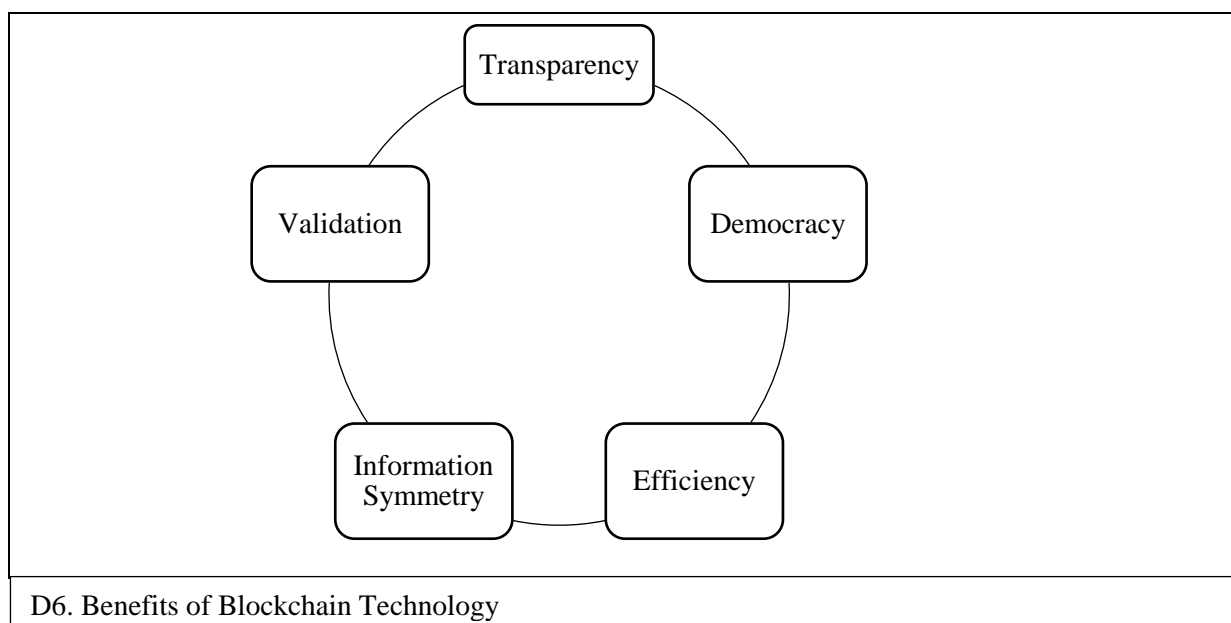 Transparency
Validation
Democracy
Information
Symmetry
Efficiency
D6. Benefits of Blockchain Technology